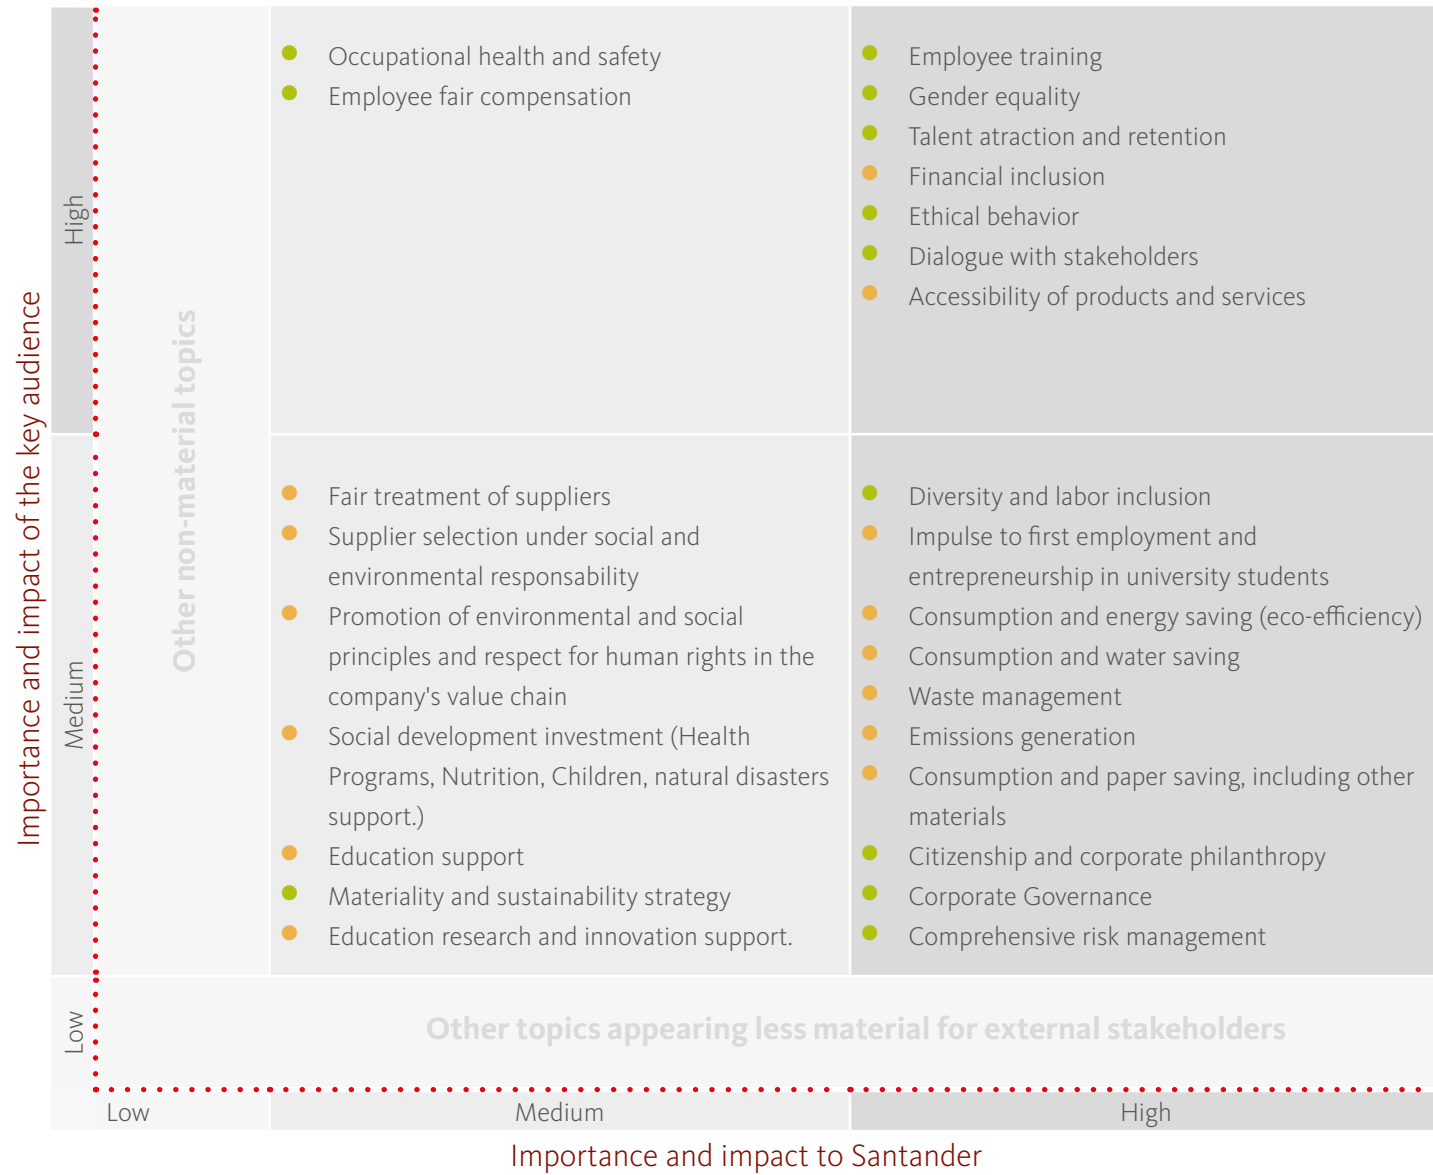 Importance and impact of the key audience
High
Medium
Low
Other non-material topics
Occupational health and safety
Employee fair compensation
Employee training
Gender equality
Talent atraction and retention
Financial inclusion
Ethical behavior
Dialogue with stakeholders
Accessibility of products and services
Fair treatment of suppliers
Supplier selection under social and
environmental responsability
Promotion of environmental and social
principles and respect for human rights in the
company's value chain
Social development investment (Health
Programs, Nutrition, Children, natural disasters
support.)
Education support
Materiality and sustainability strategy
Education research and innovation support.
Diversity and labor inclusion
Impulse to first employment and
entrepreneurship in university students
Consumption and energy saving (eco-efficiency)
Consumption and water saving
Waste management
Emissions generation
Consumption and paper saving, including other
materials
Citizenship and corporate philanthropy
Corporate Governance
Comprehensive risk management
Other topics appearing less material for external stakeholders
Low
Medium
High
Importance and impact to Santander